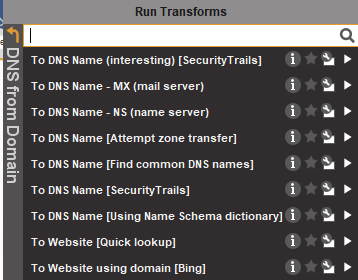 Run Transforms
DNS from Domain
To DNS Name (interesting) [SecurityTrails]
To DNS Name - MX (mail server)
To DNS Name - NS (name server)
To DNS Name [Attempt zone transfer]
To DNS Name [Find common DNS names]
To DNS Name [SecurityTrails]
To DNS Name [Using Name Schema dictionary]
To Website [Quick lookup]
To Website using domain [Bing]